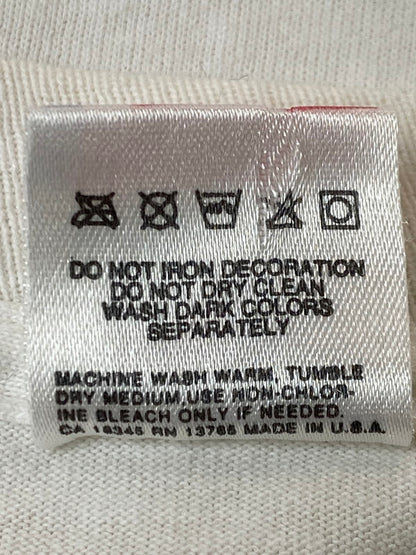 DO NOT IRON DECORATION
DO NOT DRY CLEAN
WASH DARK COLORS
SEPARATELY
MACHINE WASH WARM, TUMBLE
DRY MEDIUM, USE NON-CHLOR-
INE BLEACH ONLY IF NEEDED.
CA 16345 RN 13765 MADE IN U.S.A.